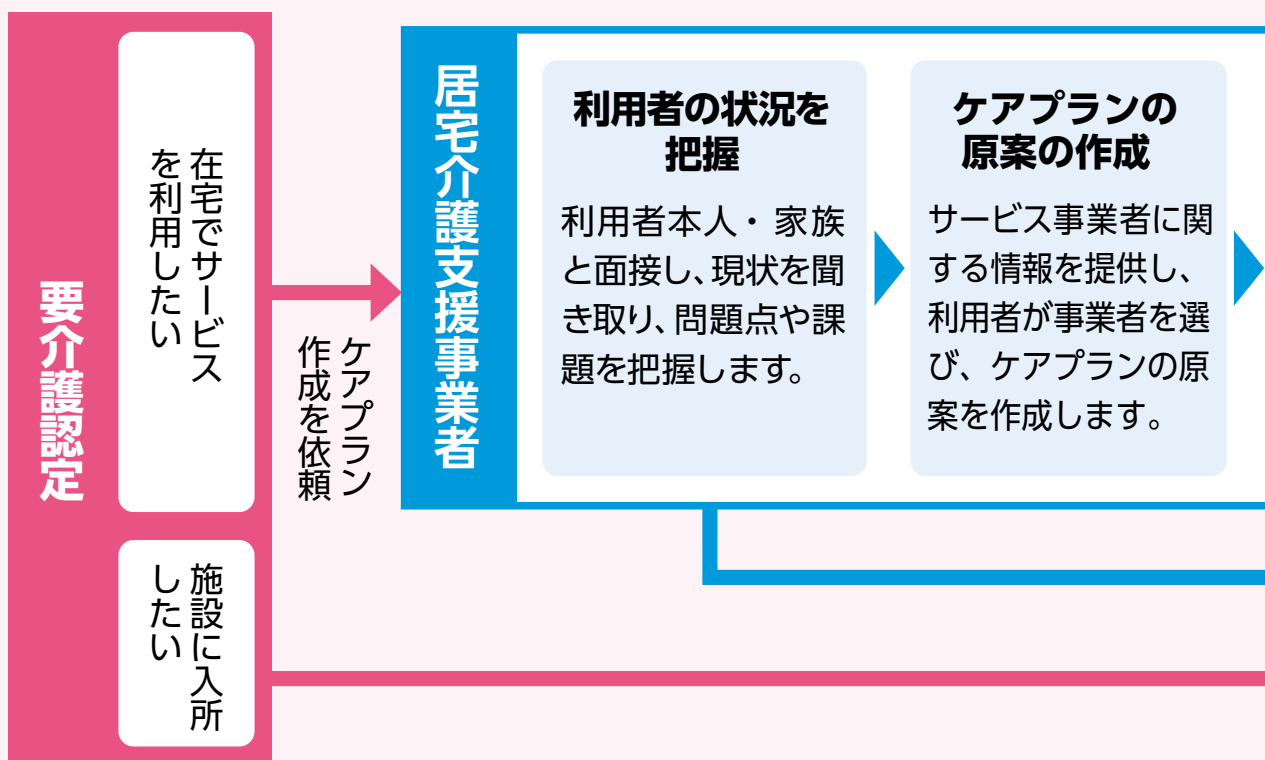 要介護認定
在宅でサービス
を利用したい
施設に入所
したい
ケアプラン
作成を依頼
居宅介護支援事業者
利用者の状況を
把握
利用者本人・家族
と面接し、現状を聞
き取り、問題点や課
題を把握します。
ケアプランの
原案の作成
サービス事業者に関
する情報を提供し、
利用者が事業者を選
び、ケアプランの原
案を作成します。